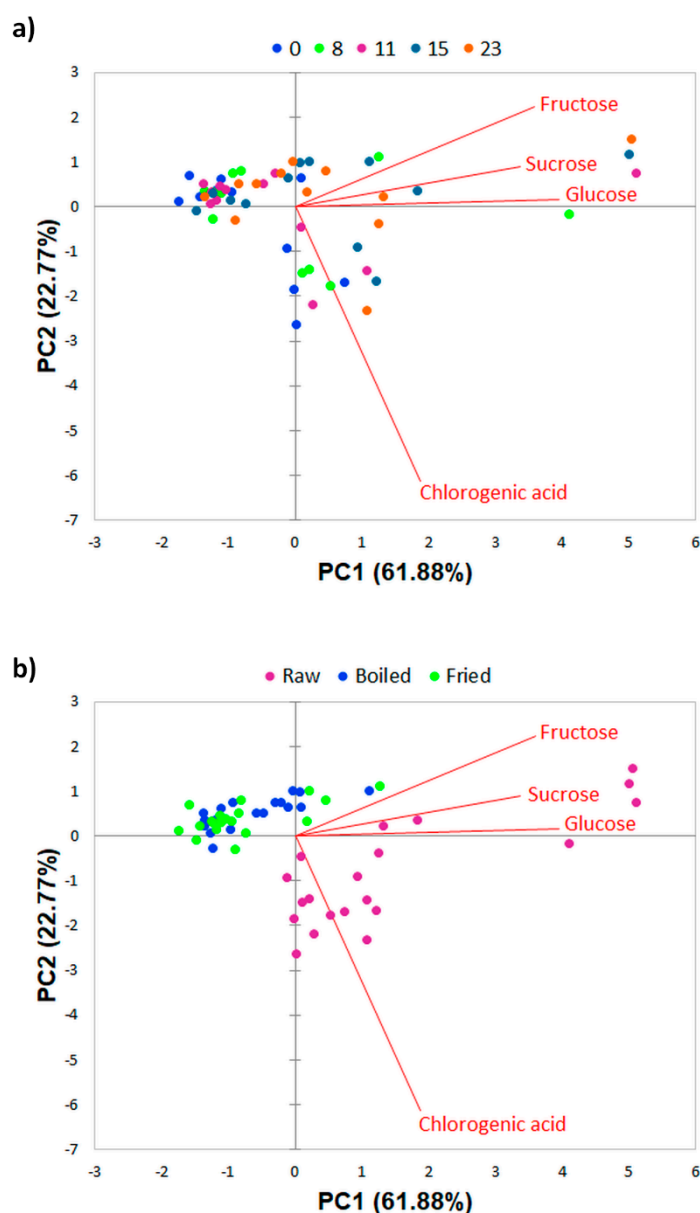 a)
0 8 11 15 23
3
2
1
0
-1
-2
-3
-4
-5
-6
-7
PC2 (22.77%)
Fructose
Sucrose
Glucose
Chlorogenic acid
-3 -2 -1 0 1 2 3 4 5 6
PC1 (61.88%)
b)
Raw Boiled Fried
3
2
1
0
-1
-2
-3
-4
-5
-6
-7
PC2 (22.77%)
Fructose
Sucrose
Glucose
Chlorogenic acid
-3 -2 -1 0 1 2 3 4 5 6
PC1 (61.88%)